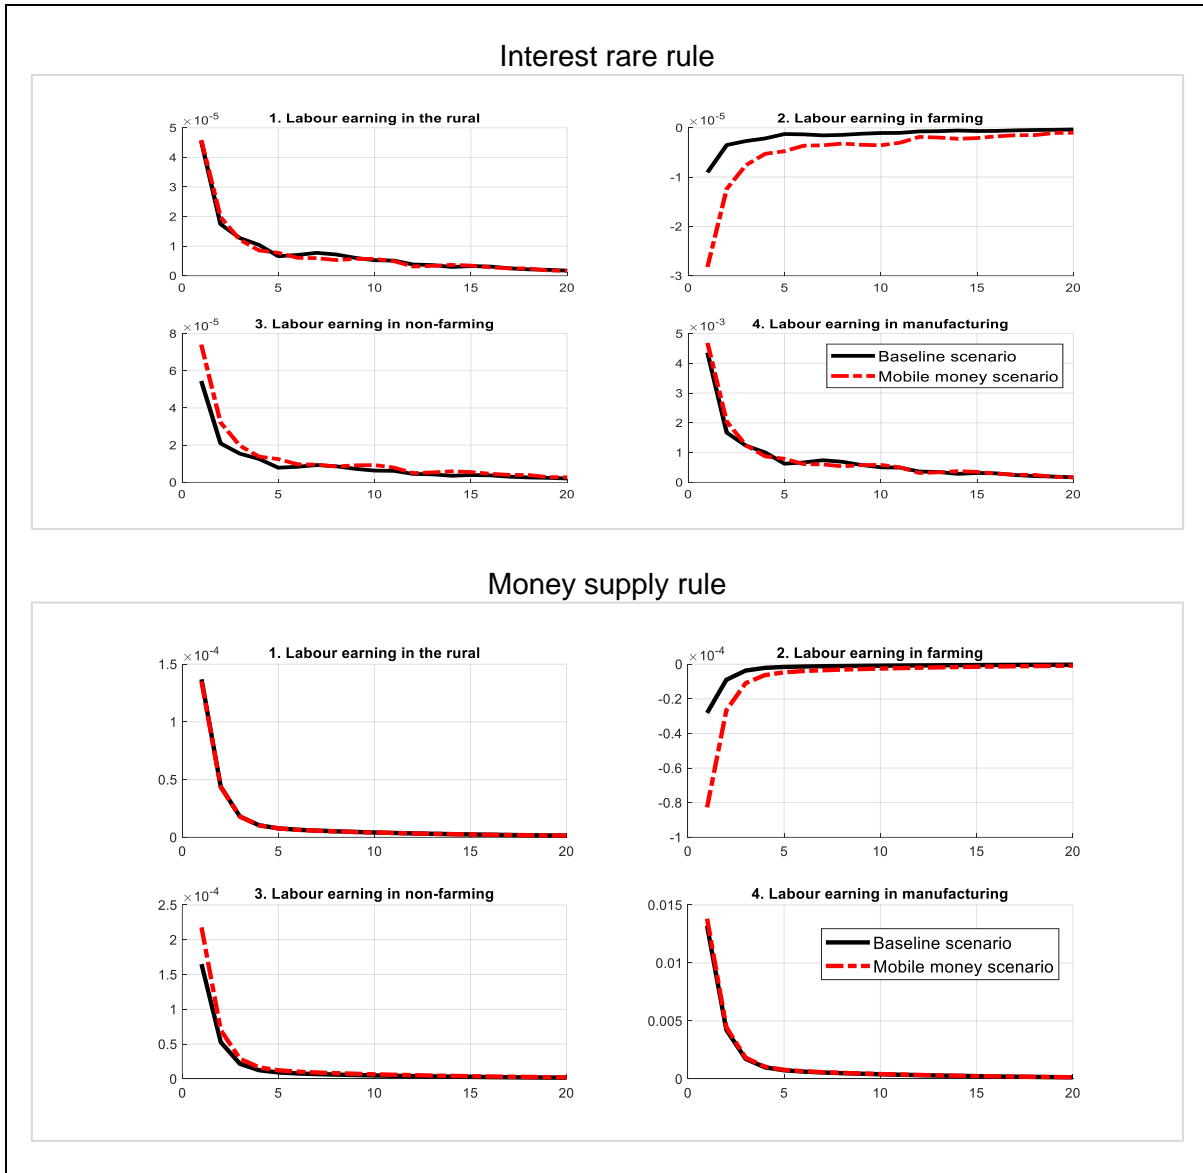 Interest rare rule
1. Labour earning in the rural
×10⁻⁵
5
4
3
2
1
0
0 5 10 15 20
2. Labour earning in farming
×10⁻⁵
0
-1
-2
-3
0 5 10 15 20
3. Labour earning in non-farming
×10⁻⁵
8
6
4
2
0
0 5 10 15 20
4. Labour earning in manufacturing
×10⁻³
5
4
3
2
1
0
0 5 10 15 20
Baseline scenario
Mobile money scenario
Money supply rule
1. Labour earning in the rural
×10⁻⁴
1.5
1
0.5
0
0 5 10 15 20
2. Labour earning in farming
×10⁻⁴
0
-0.2
-0.4
-0.6
-0.8
-1
0 5 10 15 20
3. Labour earning in non-farming
×10⁻⁴
2.5
2
1.5
1
0.5
0
0 5 10 15 20
4. Labour earning in manufacturing
0.015
0.01
0.005
0
0 5 10 15 20
Baseline scenario
Mobile money scenario